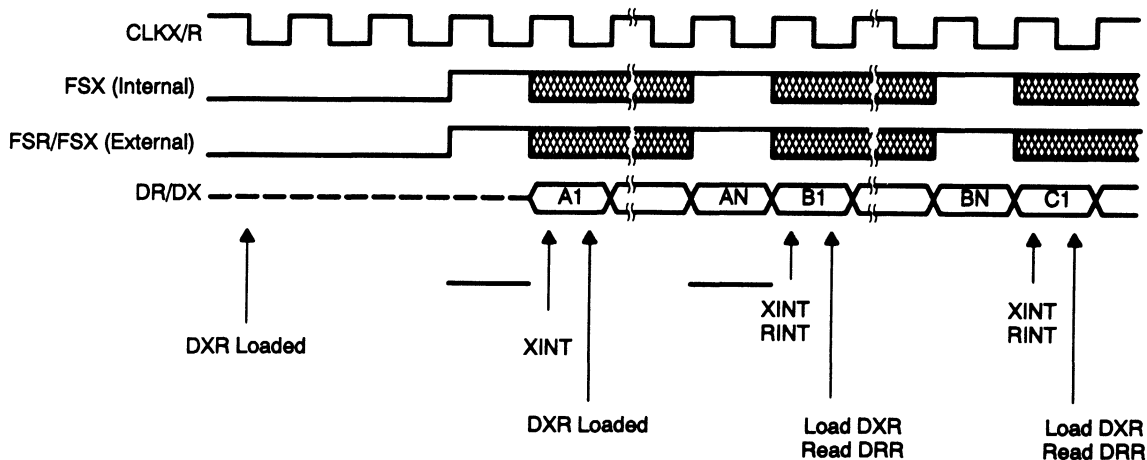 CLKX/R
FSX (Internal)
FSR/FSX (External)
DR/DX
A1
AN
B1
BN
C1
DXR Loaded
XINT
DXR Loaded
XINT
RINT
Load DXR
Read DRR
XINT
RINT
Load DXR
Read DRR